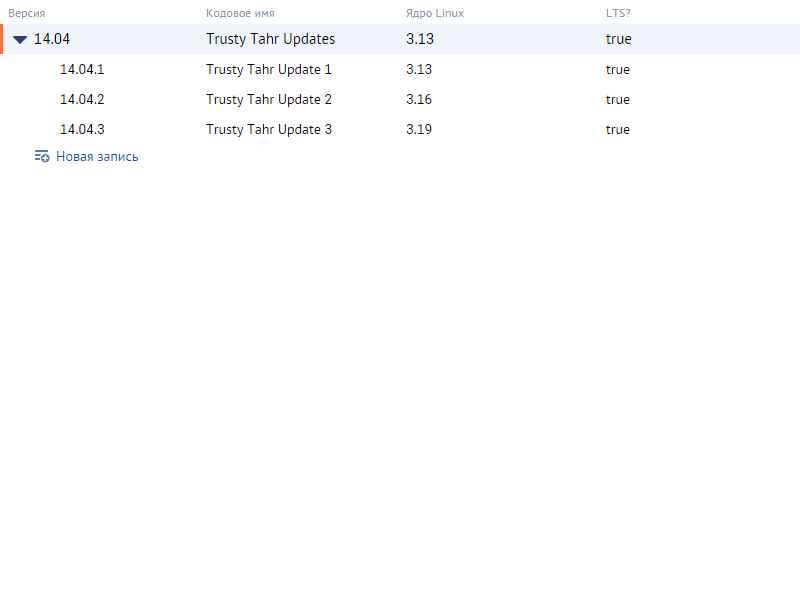 Версия Кодовое имя Ядро Linux LTS?
14.04 Trusty Tahr Updates 3.13 true
14.04.1 Trusty Tahr Update 1 3.13 true
14.04.2 Trusty Tahr Update 2 3.16 true
14.04.3 Trusty Tahr Update 3 3.19 true
Новая запись